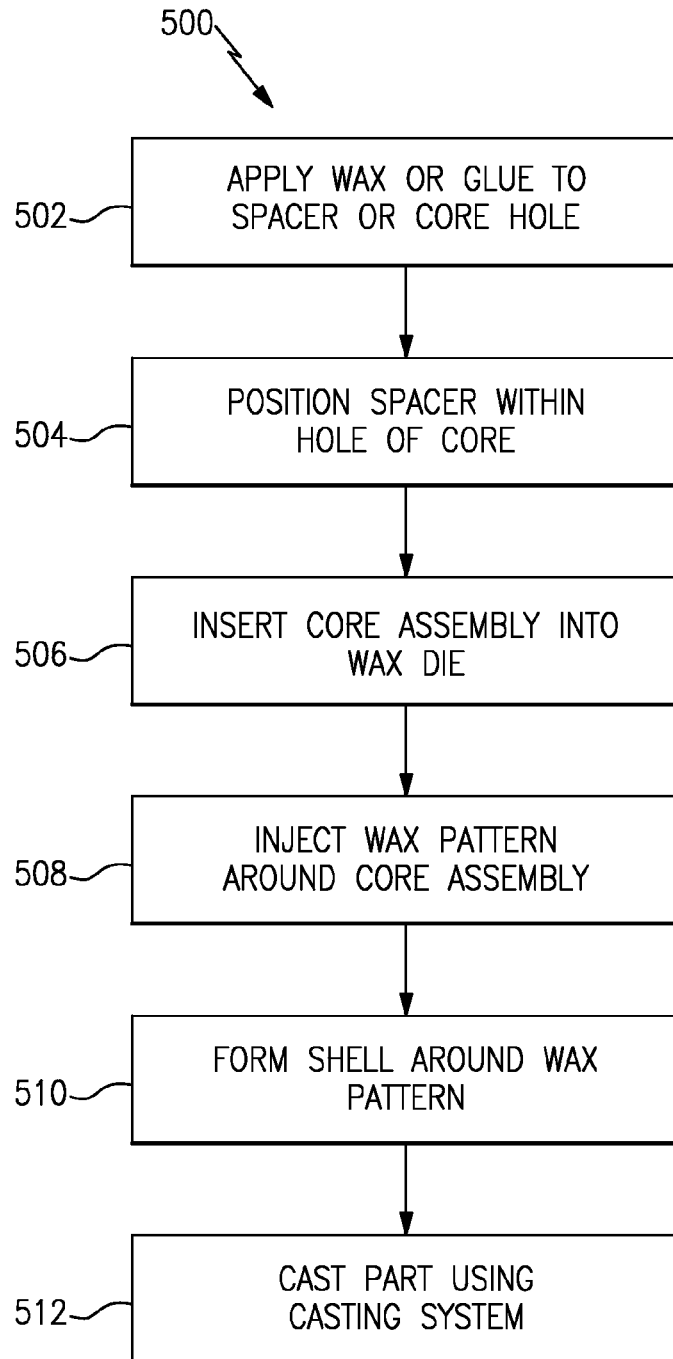 500
502
APPLY WAX OR GLUE TO
SPACER OR CORE HOLE
504
POSITION SPACER WITHIN
HOLE OF CORE
506
INSERT CORE ASSEMBLY INTO
WAX DIE
508
INJECT WAX PATTERN
AROUND CORE ASSEMBLY
510
FORM SHELL AROUND WAX
PATTERN
512
CAST PART USING
CASTING SYSTEM